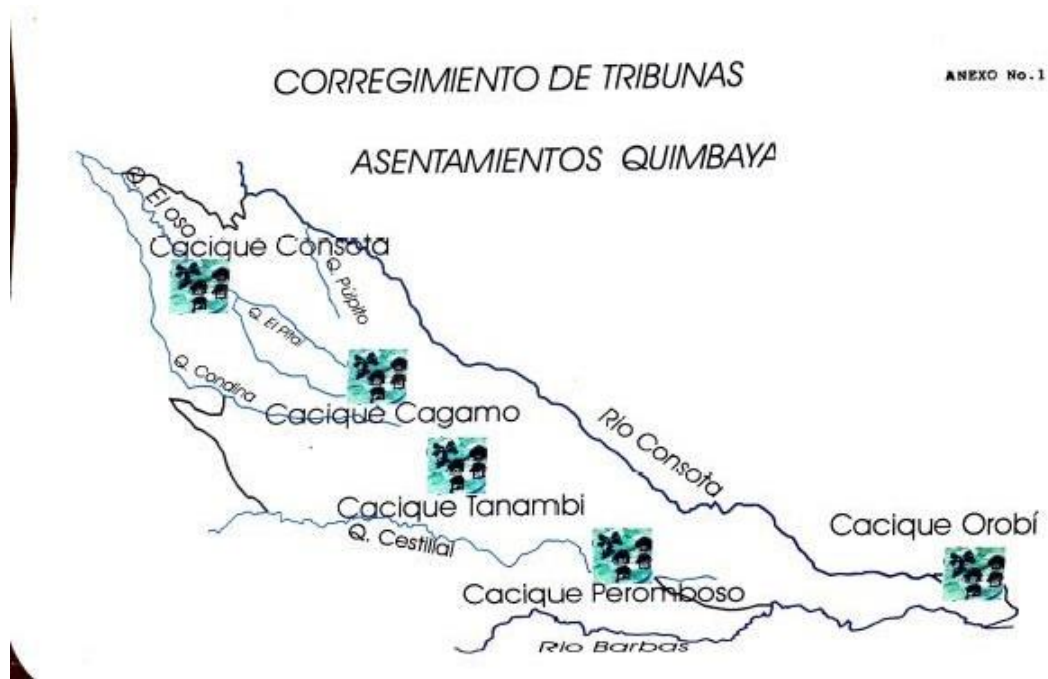 CORREGIMIENTO DE TRIBUNAS
ANEXO No.1
ASENTAMIENTOS QUIMBAYA
Q. El oso
Cacique Consota
Q. Púlpito
Q. El Pital
Q. Condina
Cacique Cagamo
Río Consota
Cacique Tanambi
Q. Cestillal
Cacique Orobí
Cacique Peromboso
Río Barbas